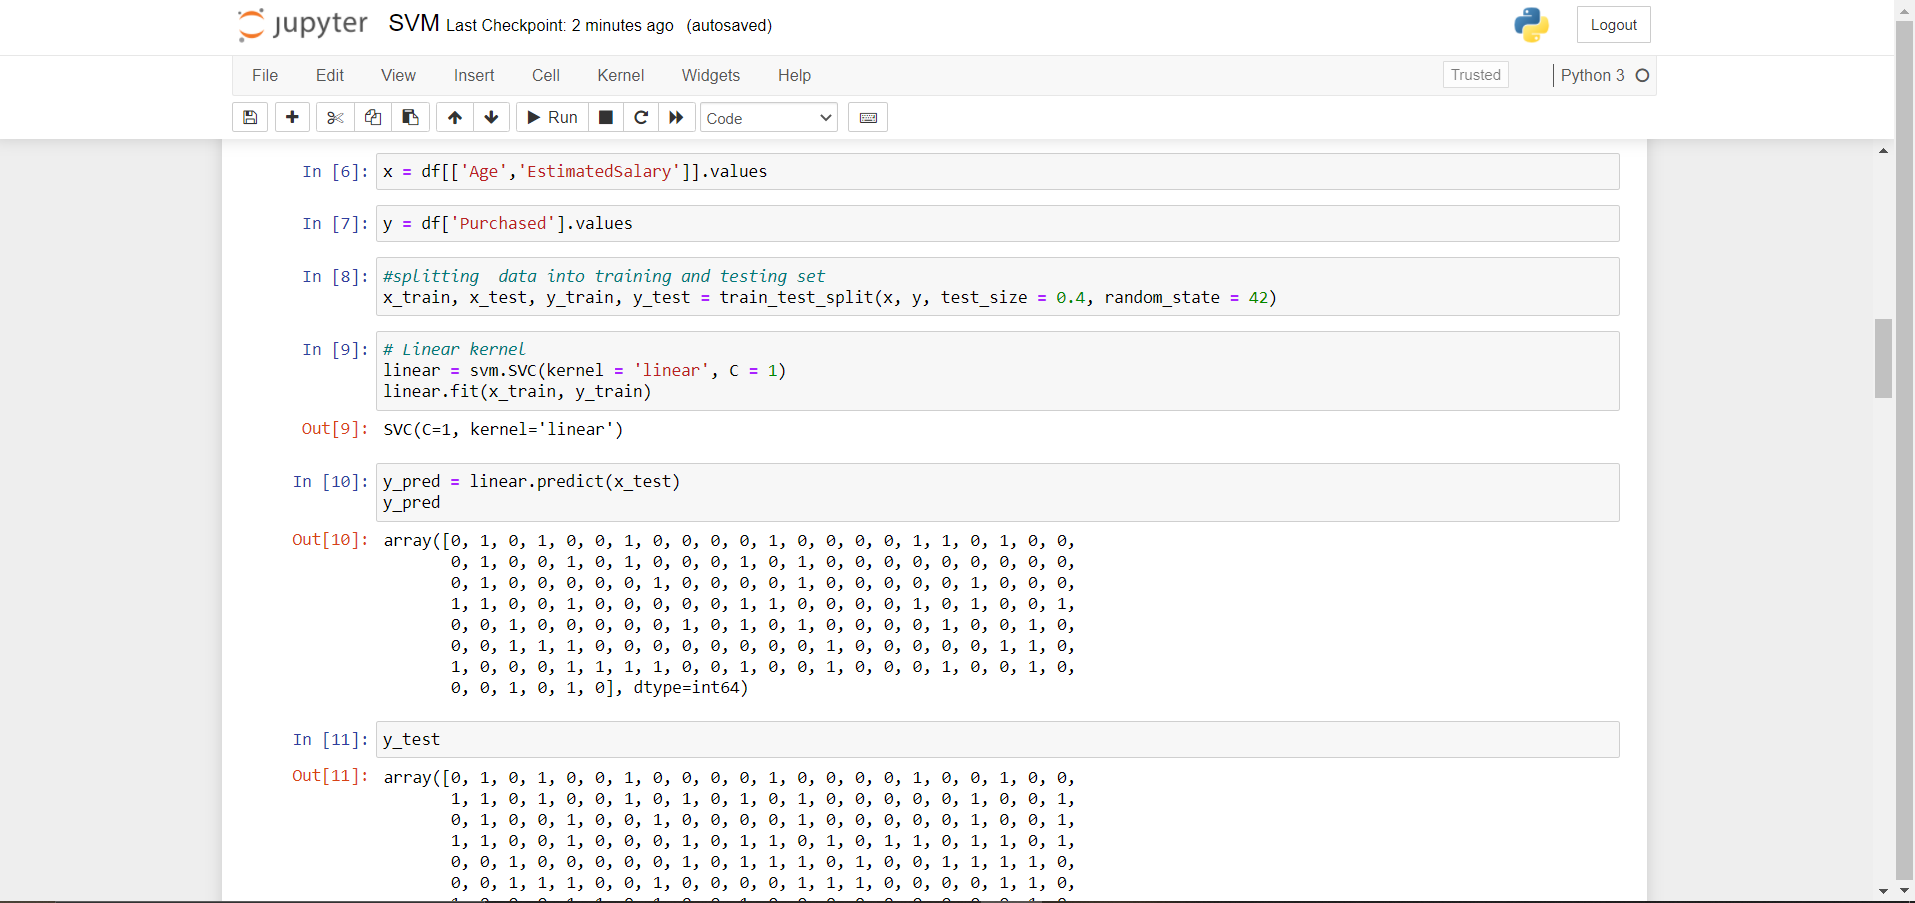 jupyter SVM Last Checkpoint: 2 minutes ago (autosaved) Logout
File Edit View Insert Cell Kernel Widgets Help Trusted Python 3
Run Code
In [6]: x = df[['Age','EstimatedSalary']].values
In [7]: y = df['Purchased'].values
In [8]: #splitting  data into training and testing set
x_train, x_test, y_train, y_test = train_test_split(x, y, test_size = 0.4, random_state = 42)
In [9]: # Linear kernel
linear = svm.SVC(kernel = 'linear', C = 1)
linear.fit(x_train, y_train)
Out[9]: SVC(C=1, kernel='linear')
In [10]: y_pred = linear.predict(x_test)
y_pred
Out[10]: array([0, 1, 0, 1, 0, 0, 1, 0, 0, 0, 0, 1, 0, 0, 0, 0, 1, 1, 0, 1, 0, 0,
0, 1, 0, 0, 1, 0, 1, 0, 0, 0, 1, 0, 1, 0, 0, 0, 0, 0, 0, 0, 0, 0,
0, 1, 0, 0, 0, 0, 0, 1, 0, 0, 0, 0, 1, 0, 0, 0, 0, 0, 1, 0, 0, 0,
1, 1, 0, 0, 1, 0, 0, 0, 0, 0, 1, 1, 0, 0, 0, 0, 1, 0, 1, 0, 0, 1,
0, 0, 1, 0, 0, 0, 0, 0, 1, 0, 1, 0, 1, 0, 0, 0, 0, 1, 0, 0, 1, 0,
0, 0, 1, 1, 1, 0, 0, 0, 0, 0, 0, 0, 0, 1, 0, 0, 0, 0, 0, 1, 1, 0,
1, 0, 0, 0, 1, 1, 1, 1, 0, 0, 1, 0, 0, 1, 0, 0, 0, 1, 0, 0, 1, 0,
0, 0, 1, 0, 1, 0], dtype=int64)
In [11]: y_test
Out[11]: array([0, 1, 0, 1, 0, 0, 1, 0, 0, 0, 0, 1, 0, 0, 0, 0, 1, 0, 0, 1, 0, 0,
1, 1, 0, 1, 0, 0, 1, 0, 1, 0, 1, 0, 1, 0, 0, 0, 0, 0, 1, 0, 0, 1,
0, 1, 0, 0, 1, 0, 0, 1, 0, 0, 0, 0, 1, 0, 0, 0, 0, 0, 1, 0, 0, 1,
1, 1, 0, 0, 1, 0, 0, 0, 1, 0, 1, 1, 0, 1, 0, 1, 1, 0, 1, 1, 0, 1,
0, 0, 1, 0, 0, 0, 0, 0, 1, 0, 1, 1, 1, 0, 1, 0, 0, 1, 1, 1, 1, 0,
0, 0, 1, 1, 1, 0, 0, 1, 0, 0, 0, 0, 1, 1, 1, 0, 0, 0, 0, 1, 1, 0,